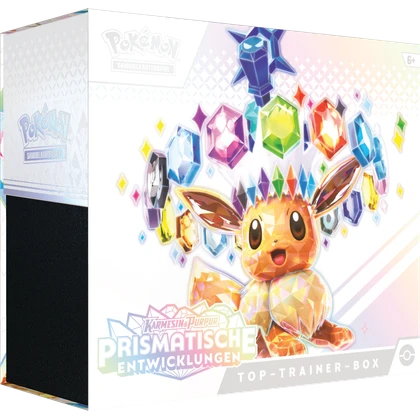 POKÉMON
6+
POKÉMON
KARMESIN & PURPUR
PRISMATISCHE
ENTWICKLUNGEN
TOP-TRAINER-BOX